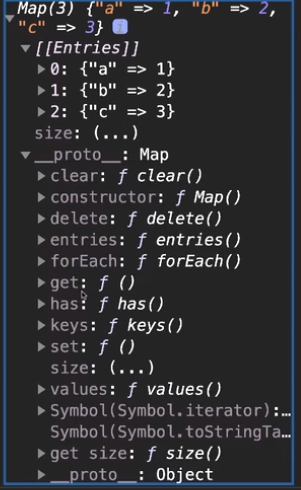 Map(3) {"a" => 1, "b" => 2,
"c" => 3} i
▼[[Entries]]
▶0: {"a" => 1}
▶1: {"b" => 2}
▶2: {"c" => 3}
size: (...)
▼__proto__: Map
▶clear: ƒ clear()
▶constructor: ƒ Map()
▶delete: ƒ delete()
▶entries: ƒ entries()
▶forEach: ƒ forEach()
▶get: ƒ ()
▶has: ƒ has()
▶keys: ƒ keys()
▶set: ƒ ()
size: (...)
▶values: ƒ values()
▶Symbol(Symbol.iterator):…
Symbol(Symbol.toStringTa…
▶get size: ƒ size()
▶__proto__: Object